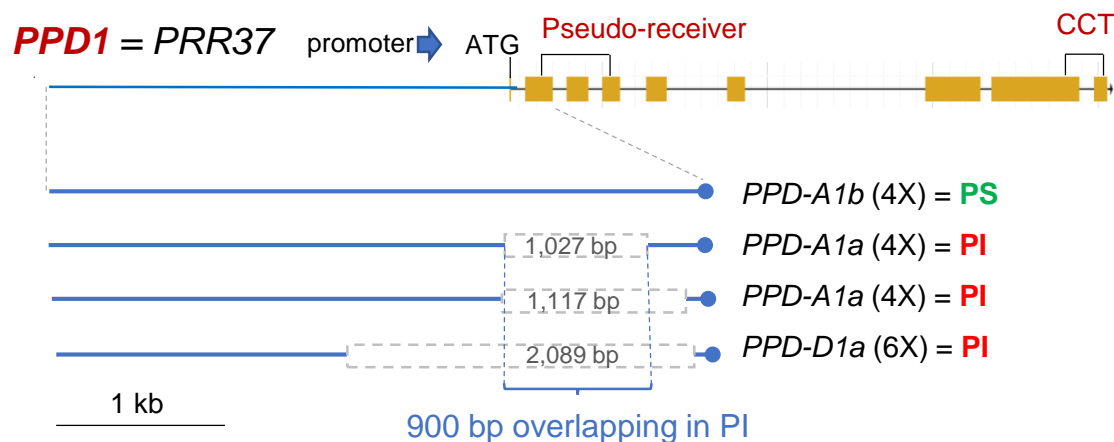 PPD1 = PRR37 promoter ATG Pseudo-receiver CCT
PPD-A1b (4X) = PS
1,027 bp PPD-A1a (4X) = PI
1,117 bp PPD-A1a (4X) = PI
2,089 bp PPD-D1a (6X) = PI
1 kb
900 bp overlapping in PI